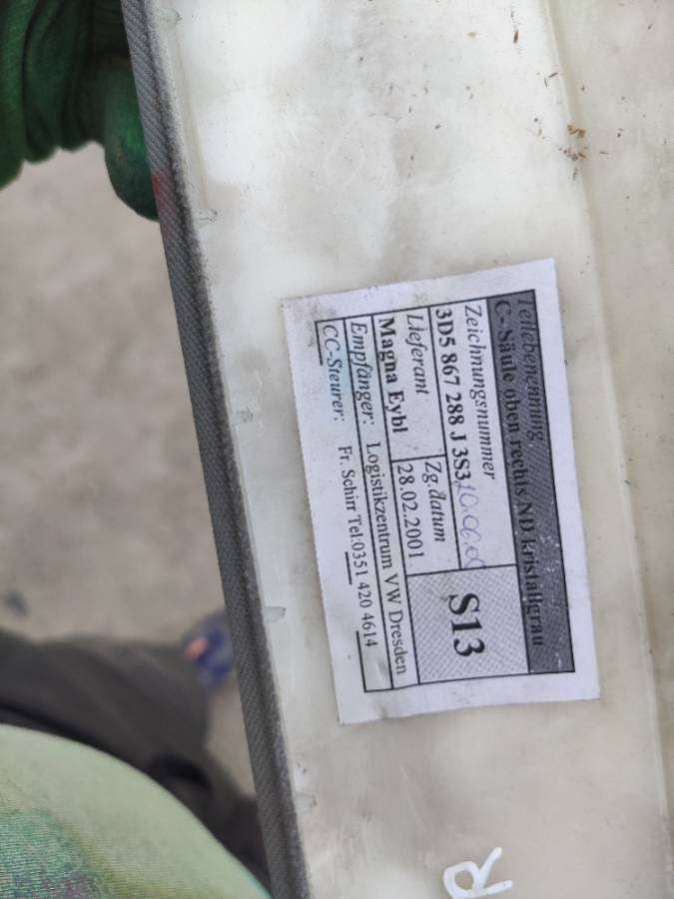 Teilebenennung
C-Säule oben rechts ND kristallgrau
Zeichnungsnummer
3D5 867 288 J 3S3
S13
Lieferant
Zg.datum
Magna Eybl
28.02.2001
Empfänger: Logistikzentrum VW Dresden
CC-Steurer: Fr. Schirr Tel:0351 420 4614
R